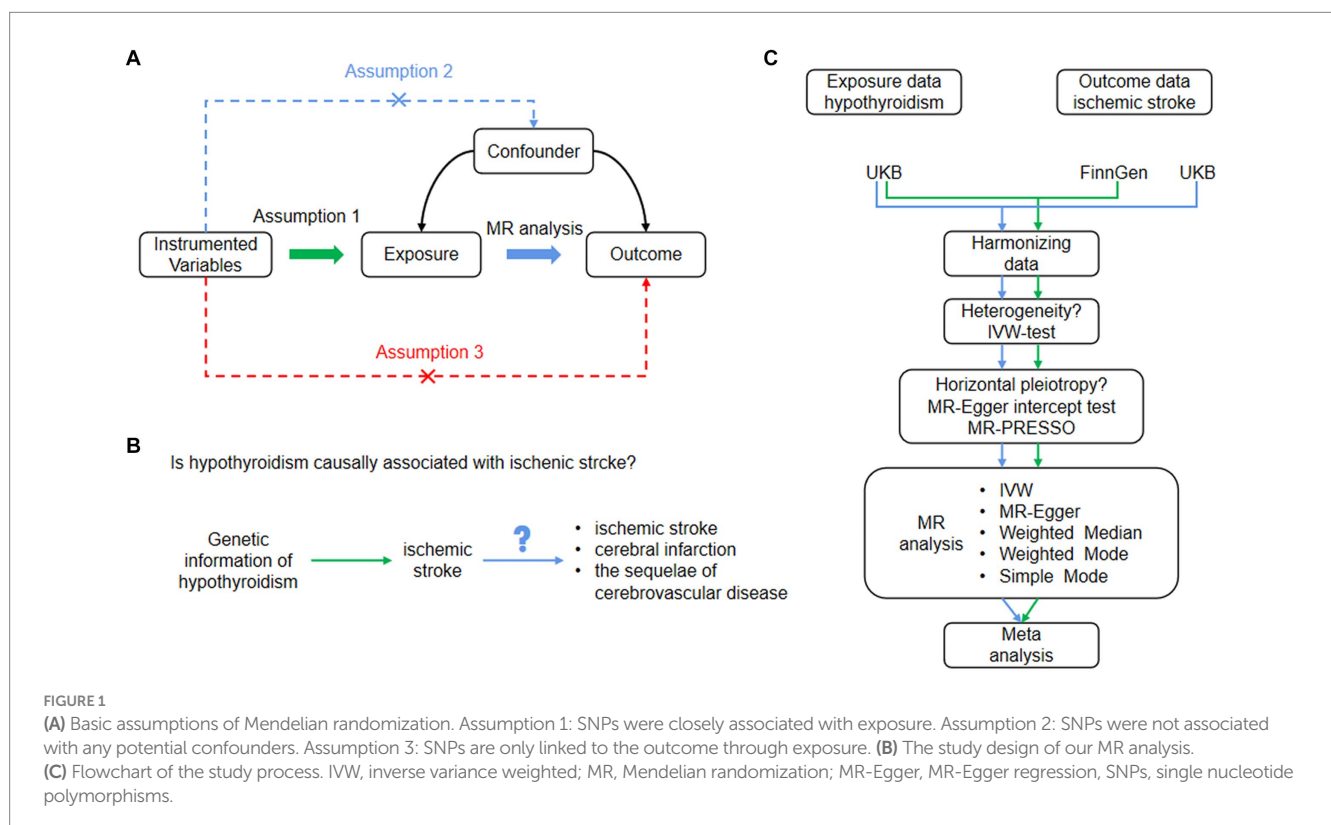 A
Assumption 2
Confounder
Assumption 1
MR analysis
Instrumented
Variables
Exposure
Outcome
Assumption 3
B
Is hypothyroidism causally associated with ischenic strcke?
Genetic
information of
hypothyroidism
ischemic
stroke
?
• ischemic stroke
• cerebral infarction
• the sequelae of
cerebrovascular disease
C
Exposure data
hypothyroidism
Outcome data
ischemic stroke
UKB
FinnGen
UKB
Harmonizing
data
Heterogeneity?
IVW-test
Horizontal pleiotropy?
MR-Egger intercept test
MR-PRESSO
MR
analysis
• IVW
• MR-Egger
• Weighted Median
• Weighted Mode
• Simple Mode
Meta
analysis
FIGURE 1
(A) Basic assumptions of Mendelian randomization. Assumption 1: SNPs were closely associated with exposure. Assumption 2: SNPs were not associated
with any potential confounders. Assumption 3: SNPs are only linked to the outcome through exposure. (B) The study design of our MR analysis.
(C) Flowchart of the study process. IVW, inverse variance weighted; MR, Mendelian randomization; MR-Egger, MR-Egger regression, SNPs, single nucleotide
polymorphisms.